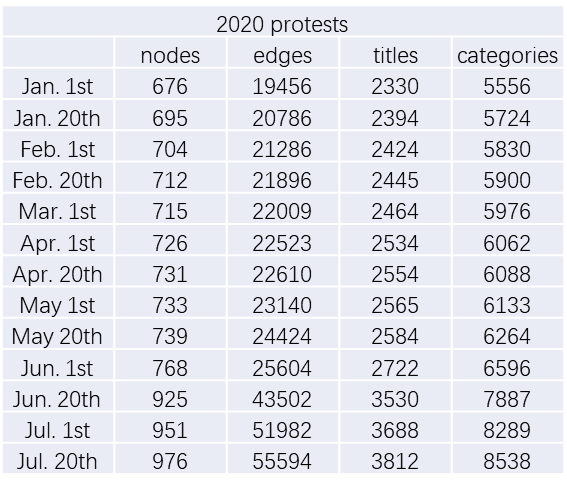 2020 protests
nodes edges titles categories
Jan. 1st 676 19456 2330 5556
Jan. 20th 695 20786 2394 5724
Feb. 1st 704 21286 2424 5830
Feb. 20th 712 21896 2445 5900
Mar. 1st 715 22009 2464 5976
Apr. 1st 726 22523 2534 6062
Apr. 20th 731 22610 2554 6088
May 1st 733 23140 2565 6133
May 20th 739 24424 2584 6264
Jun. 1st 768 25604 2722 6596
Jun. 20th 925 43502 3530 7887
Jul. 1st 951 51982 3688 8289
Jul. 20th 976 55594 3812 8538